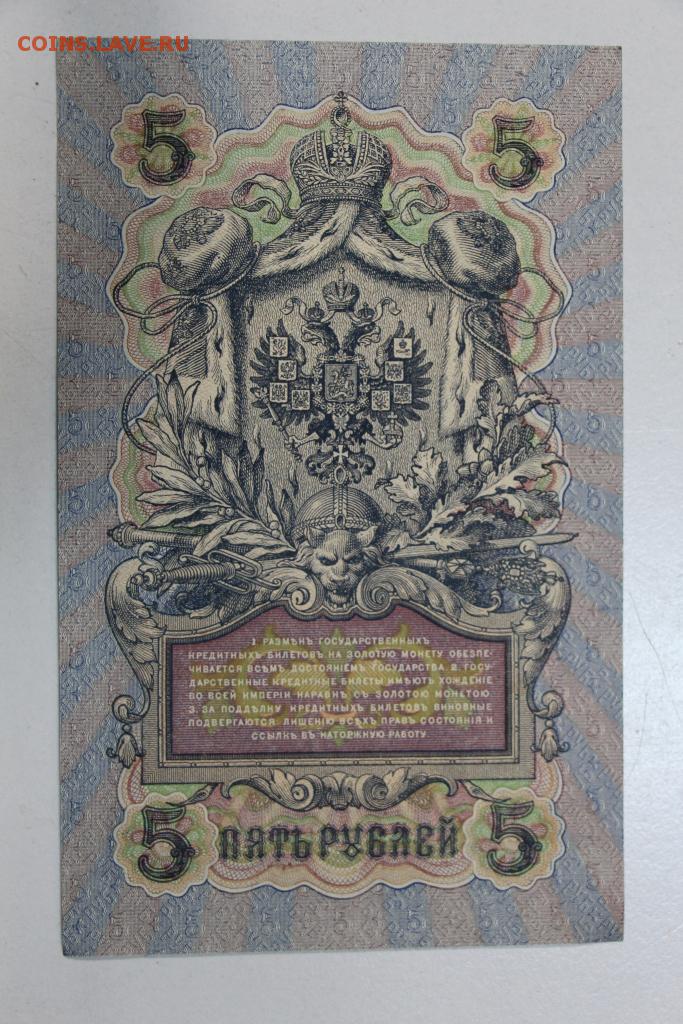 COINS.LAVE.RU
5 5
1. РАЗМѢНЪ ГОСУДАРСТВЕННЫХЪ
КРЕДИТНЫХЪ БИЛЕТОВЪ НА ЗОЛОТУЮ МОНЕТУ ОБЕЗПЕ-
ЧИВАЕТСЯ ВСѢМЪ ДОСТОЯНІЕМЪ ГОСУДАРСТВА. 2. ГОСУ-
ДАРСТВЕННЫЕ КРЕДИТНЫЕ БИЛЕТЫ ИМѢЮТЪ ХОЖДЕНІЕ
ВО ВСЕЙ ИМПЕРІИ НАРАВНѢ СЪ ЗОЛОТОЮ МОНЕТОЮ.
3. ЗА ПОДДѢЛКУ КРЕДИТНЫХЪ БИЛЕТОВЪ ВИНОВНЫЕ
ПОДВЕРГАЮТСЯ ЛИШЕНІЮ ВСѢХЪ ПРАВЪ СОСТОЯНІЯ И
ССЫЛКѢ ВЪ КАТОРЖНУЮ РАБОТУ.
5 ПЯТЬ РУБЛЕЙ 5